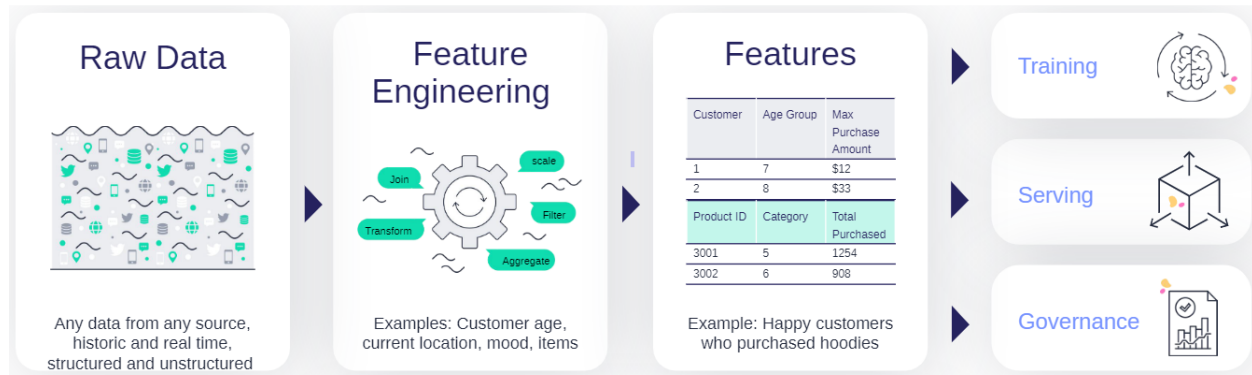 Raw Data
Any data from any source,
historic and real time,
structured and unstructured
Feature
Engineering
scale
Join
Filter
Transform
Aggregate
Examples: Customer age,
current location, mood, items
Features
Customer Age Group Max
Purchase
Amount
1 7 $12
2 8 $33
Product ID Category Total
Purchased
3001 5 1254
3002 6 908
Example: Happy customers
who purchased hoodies
Training
Serving
Governance